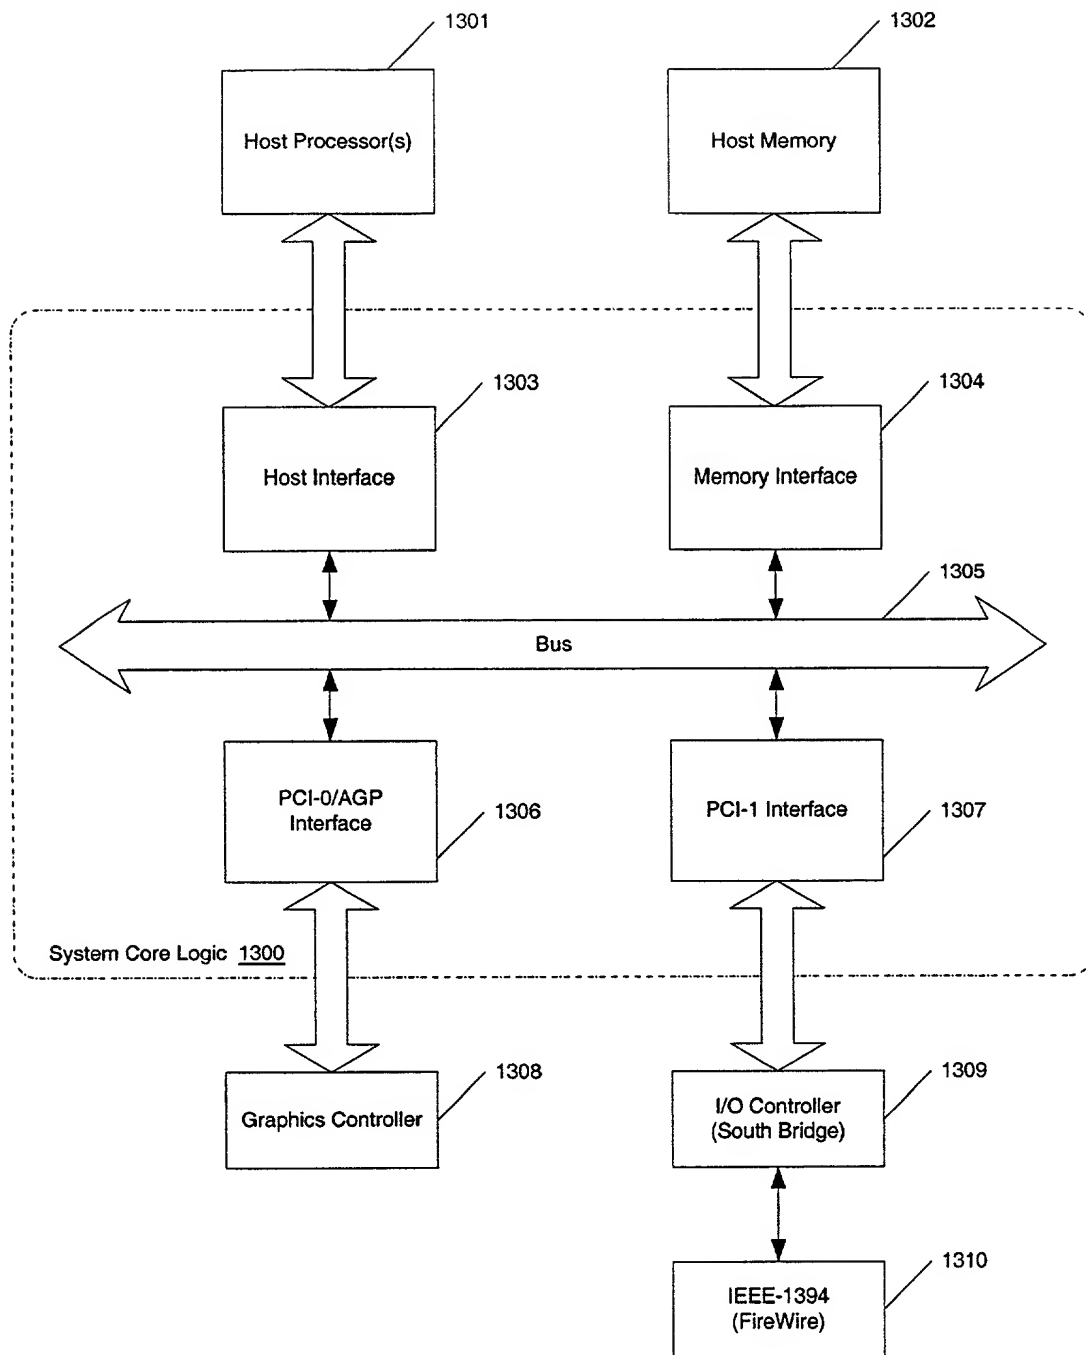 1301
1302
Host Processor(s)
Host Memory
1303
1304
Host Interface
Memory Interface
1305
Bus
PCI-0/AGP
Interface
1306
PCI-1 Interface
1307
System Core Logic 1300
1308
1309
Graphics Controller
I/O Controller
(South Bridge)
1310
IEEE-1394
(FireWire)